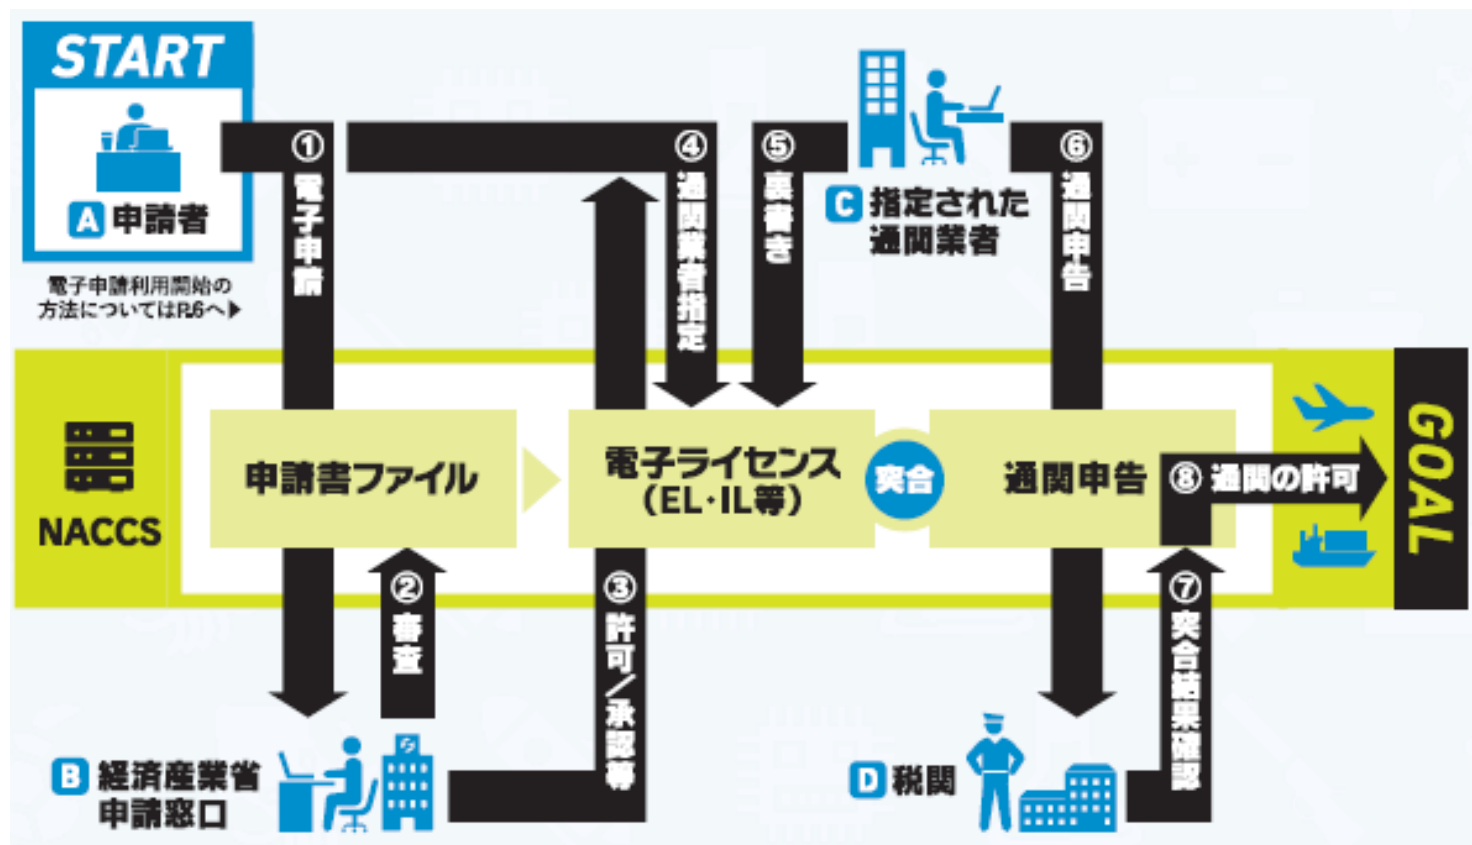 START
A 申請者
電子申請利用開始の
方法についてはP.6へ▶
①電子申請
④通関業者指定
⑤裏書き
C 指定された
通関業者
⑥通関申告
NACCS
申請書ファイル
電子ライセンス
（EL・IL等）
突合
通関申告
⑧通関の許可
GOAL
②審査
③許可／承認等
⑦突合結果確認
B 経済産業省
申請窓口
D 税関